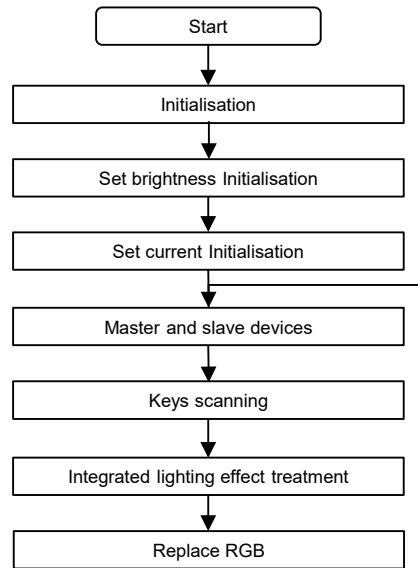 Start
Initialisation
Set brightness Initialisation
Set current Initialisation
Master and slave devices
Keys scanning
Integrated lighting effect treatment
Replace RGB